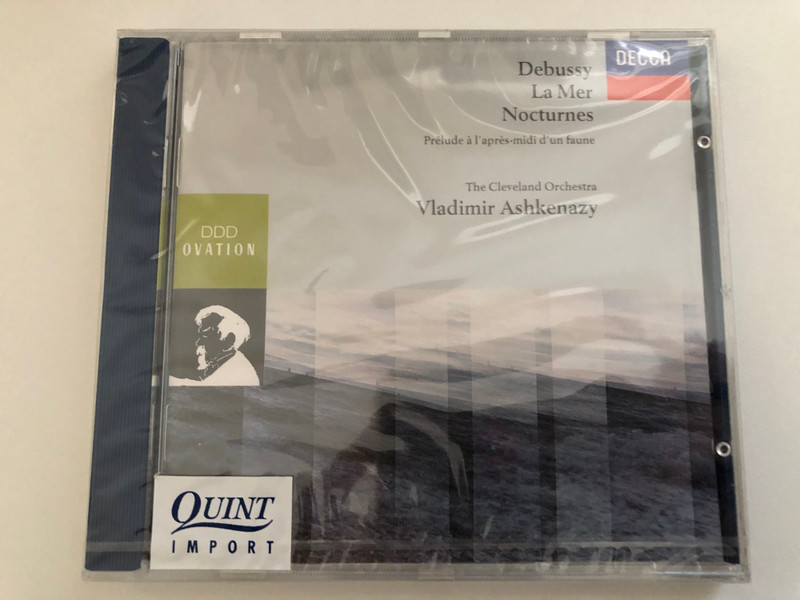 DECCA
Debussy
La Mer
Nocturnes
Prélude à l'après-midi d'un faune
The Cleveland Orchestra
Vladimir Ashkenazy
DDD
OVATION
QUINT
IMPORT